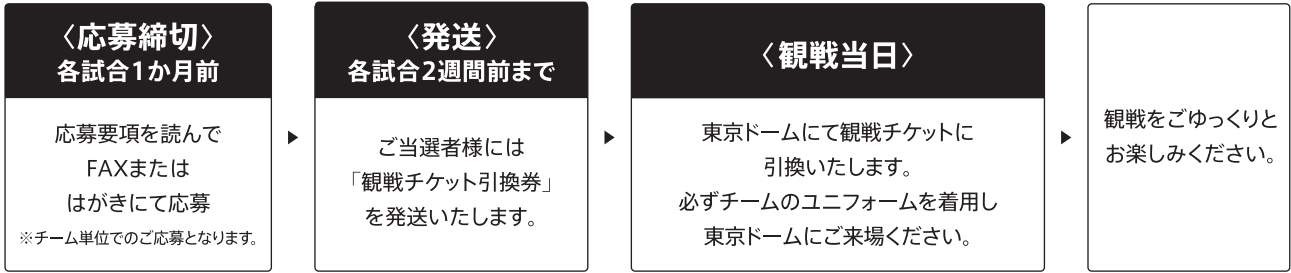 〈応募締切〉
各試合1か月前
応募要項を読んで
FAXまたは
はがきにて応募
※チーム単位でのご応募となります。
〈発送〉
各試合2週間前まで
ご当選者様には
「観戦チケット引換券」
を発送いたします。
〈観戦当日〉
東京ドームにて観戦チケットに
引換いたします。
必ずチームのユニフォームを着用し
東京ドームにご来場ください。
観戦をごゆっくりと
お楽しみください。